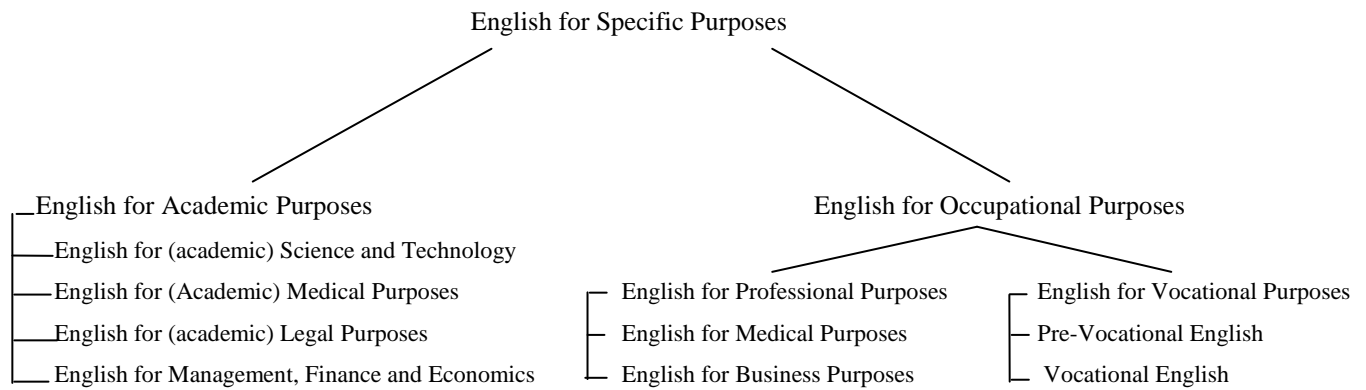 English for Specific Purposes
English for Academic Purposes
English for (academic) Science and Technology
English for (Academic) Medical Purposes
English for (academic) Legal Purposes
English for Management, Finance and Economics
English for Occupational Purposes
English for Professional Purposes
English for Medical Purposes
English for Business Purposes
English for Vocational Purposes
Pre-Vocational English
Vocational English